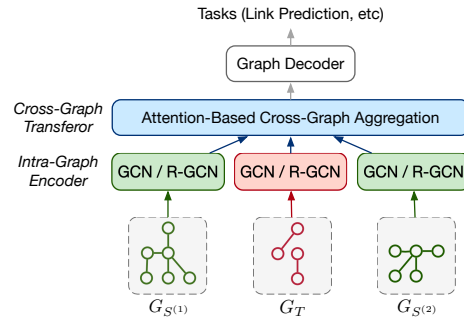 Tasks (Link Prediction, etc)
Graph Decoder
Cross-Graph
Transferor
Attention-Based Cross-Graph Aggregation
Intra-Graph
Encoder
GCN / R-GCN
GCN / R-GCN
GCN / R-GCN
G_{S^{(1)}}
G_T
G_{S^{(2)}}